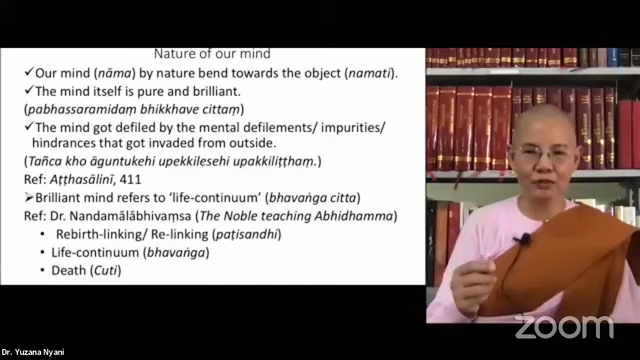 Nature of our mind
✓Our mind (nāma) by nature bend towards the object (namati).
✓The mind itself is pure and brilliant.
(pabhassaramidaṃ bhikkhave cittaṃ)
✓The mind got defiled by the mental defilements/ impurities/
hindrances that got invaded from outside.
(Tañca kho āguntukehi upekkilesehi upakkiliṭṭhaṃ.)
Ref: Aṭṭhasālinī, 411
➢Brilliant mind refers to ‘life-continuum’ (bhavaṅga citta)
Ref: Dr. Nandamālābhivaṃsa (The Noble teaching Abhidhamma)
• Rebirth-linking/ Re-linking (paṭisandhi)
• Life-continuum (bhavaṅga)
• Death (Cuti)
Dr. Yuzana Nyani
zoom